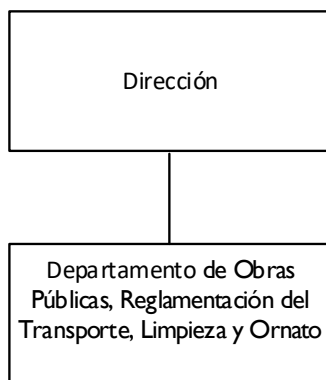 Dirección
Departamento de Obras
Públicas, Reglamentación del
Transporte, Limpieza y Ornato